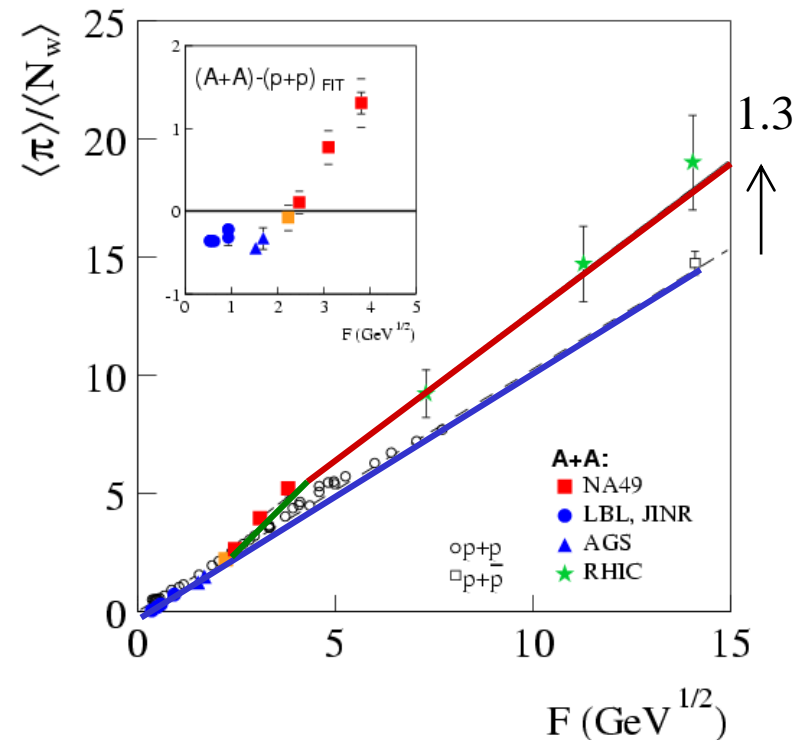 ⟨π⟩/⟨N_w⟩
25
20
15
10
5
0
0 5 10 15
F (GeV^1/2)
2
1
0
-1
0 1 2 3 4 5
F (GeV^1/2)
(A+A)-(p+p) FIT
1.3
A+A:
NA49
LBL, JINR
AGS
RHIC
p+p
p+p̅